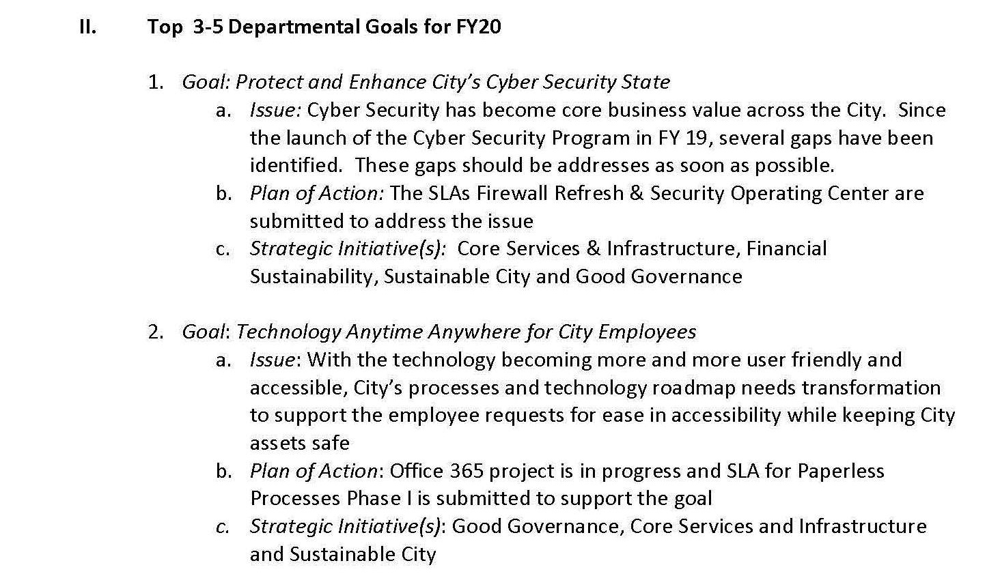 II. Top 3-5 Departmental Goals for FY20
1. Goal: Protect and Enhance City’s Cyber Security State
a. Issue: Cyber Security has become core business value across the City. Since
the launch of the Cyber Security Program in FY 19, several gaps have been
identified. These gaps should be addresses as soon as possible.
b. Plan of Action: The SLAs Firewall Refresh & Security Operating Center are
submitted to address the issue
c. Strategic Initiative(s): Core Services & Infrastructure, Financial
Sustainability, Sustainable City and Good Governance
2. Goal: Technology Anytime Anywhere for City Employees
a. Issue: With the technology becoming more and more user friendly and
accessible, City’s processes and technology roadmap needs transformation
to support the employee requests for ease in accessibility while keeping City
assets safe
b. Plan of Action: Office 365 project is in progress and SLA for Paperless
Processes Phase I is submitted to support the goal
c. Strategic Initiative(s): Good Governance, Core Services and Infrastructure
and Sustainable City